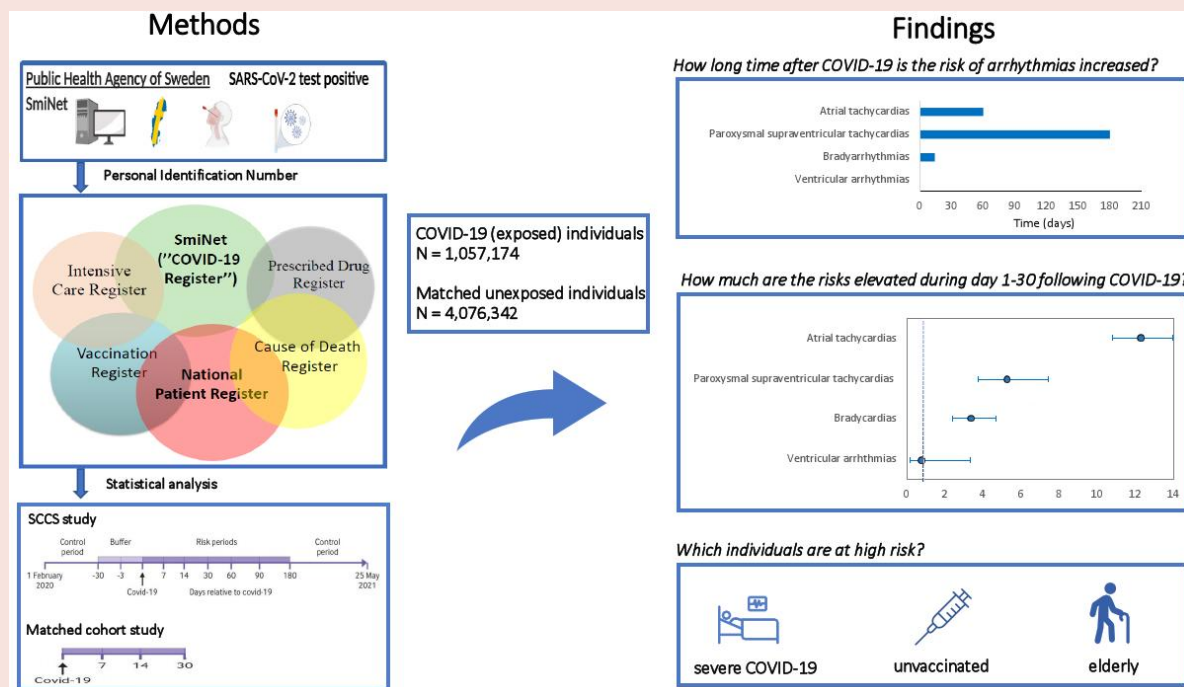 Methods
Public Health Agency of Sweden SARS-CoV-2 test positive
SmiNet
Personal Identification Number
SmiNet
("COVID-19
Register")
Intensive
Care Register
Prescribed Drug
Register
Vaccination
Register
National
Patient Register
Cause of Death
Register
Statistical analysis
SCCS study
Control
period
Buffer
Risk periods
Control
period
-30 -3 7 14 30 60 90 180
1 February
2020
25 May
2021
Covid-19
Days relative to covid-19
Matched cohort study
7 14 30
Covid-19
COVID-19 (exposed) individuals
N = 1,057,174
Matched unexposed individuals
N = 4,076,342
Findings
How long time after COVID-19 is the risk of arrhythmias increased?
Atrial tachycardias
Paroxysmal supraventricular tachycardias
Bradyarrhythmias
Ventricular arrhythmias
0 30 60 90 120 150 180 210
Time (days)
How much are the risks elevated during day 1-30 following COVID-19?
Atrial tachycardias
Paroxysmal supraventricular tachycardias
Bradycardias
Ventricular arrhthmias
0 2 4 6 8 10 12 14
Which individuals are at high risk?
severe COVID-19
unvaccinated
elderly